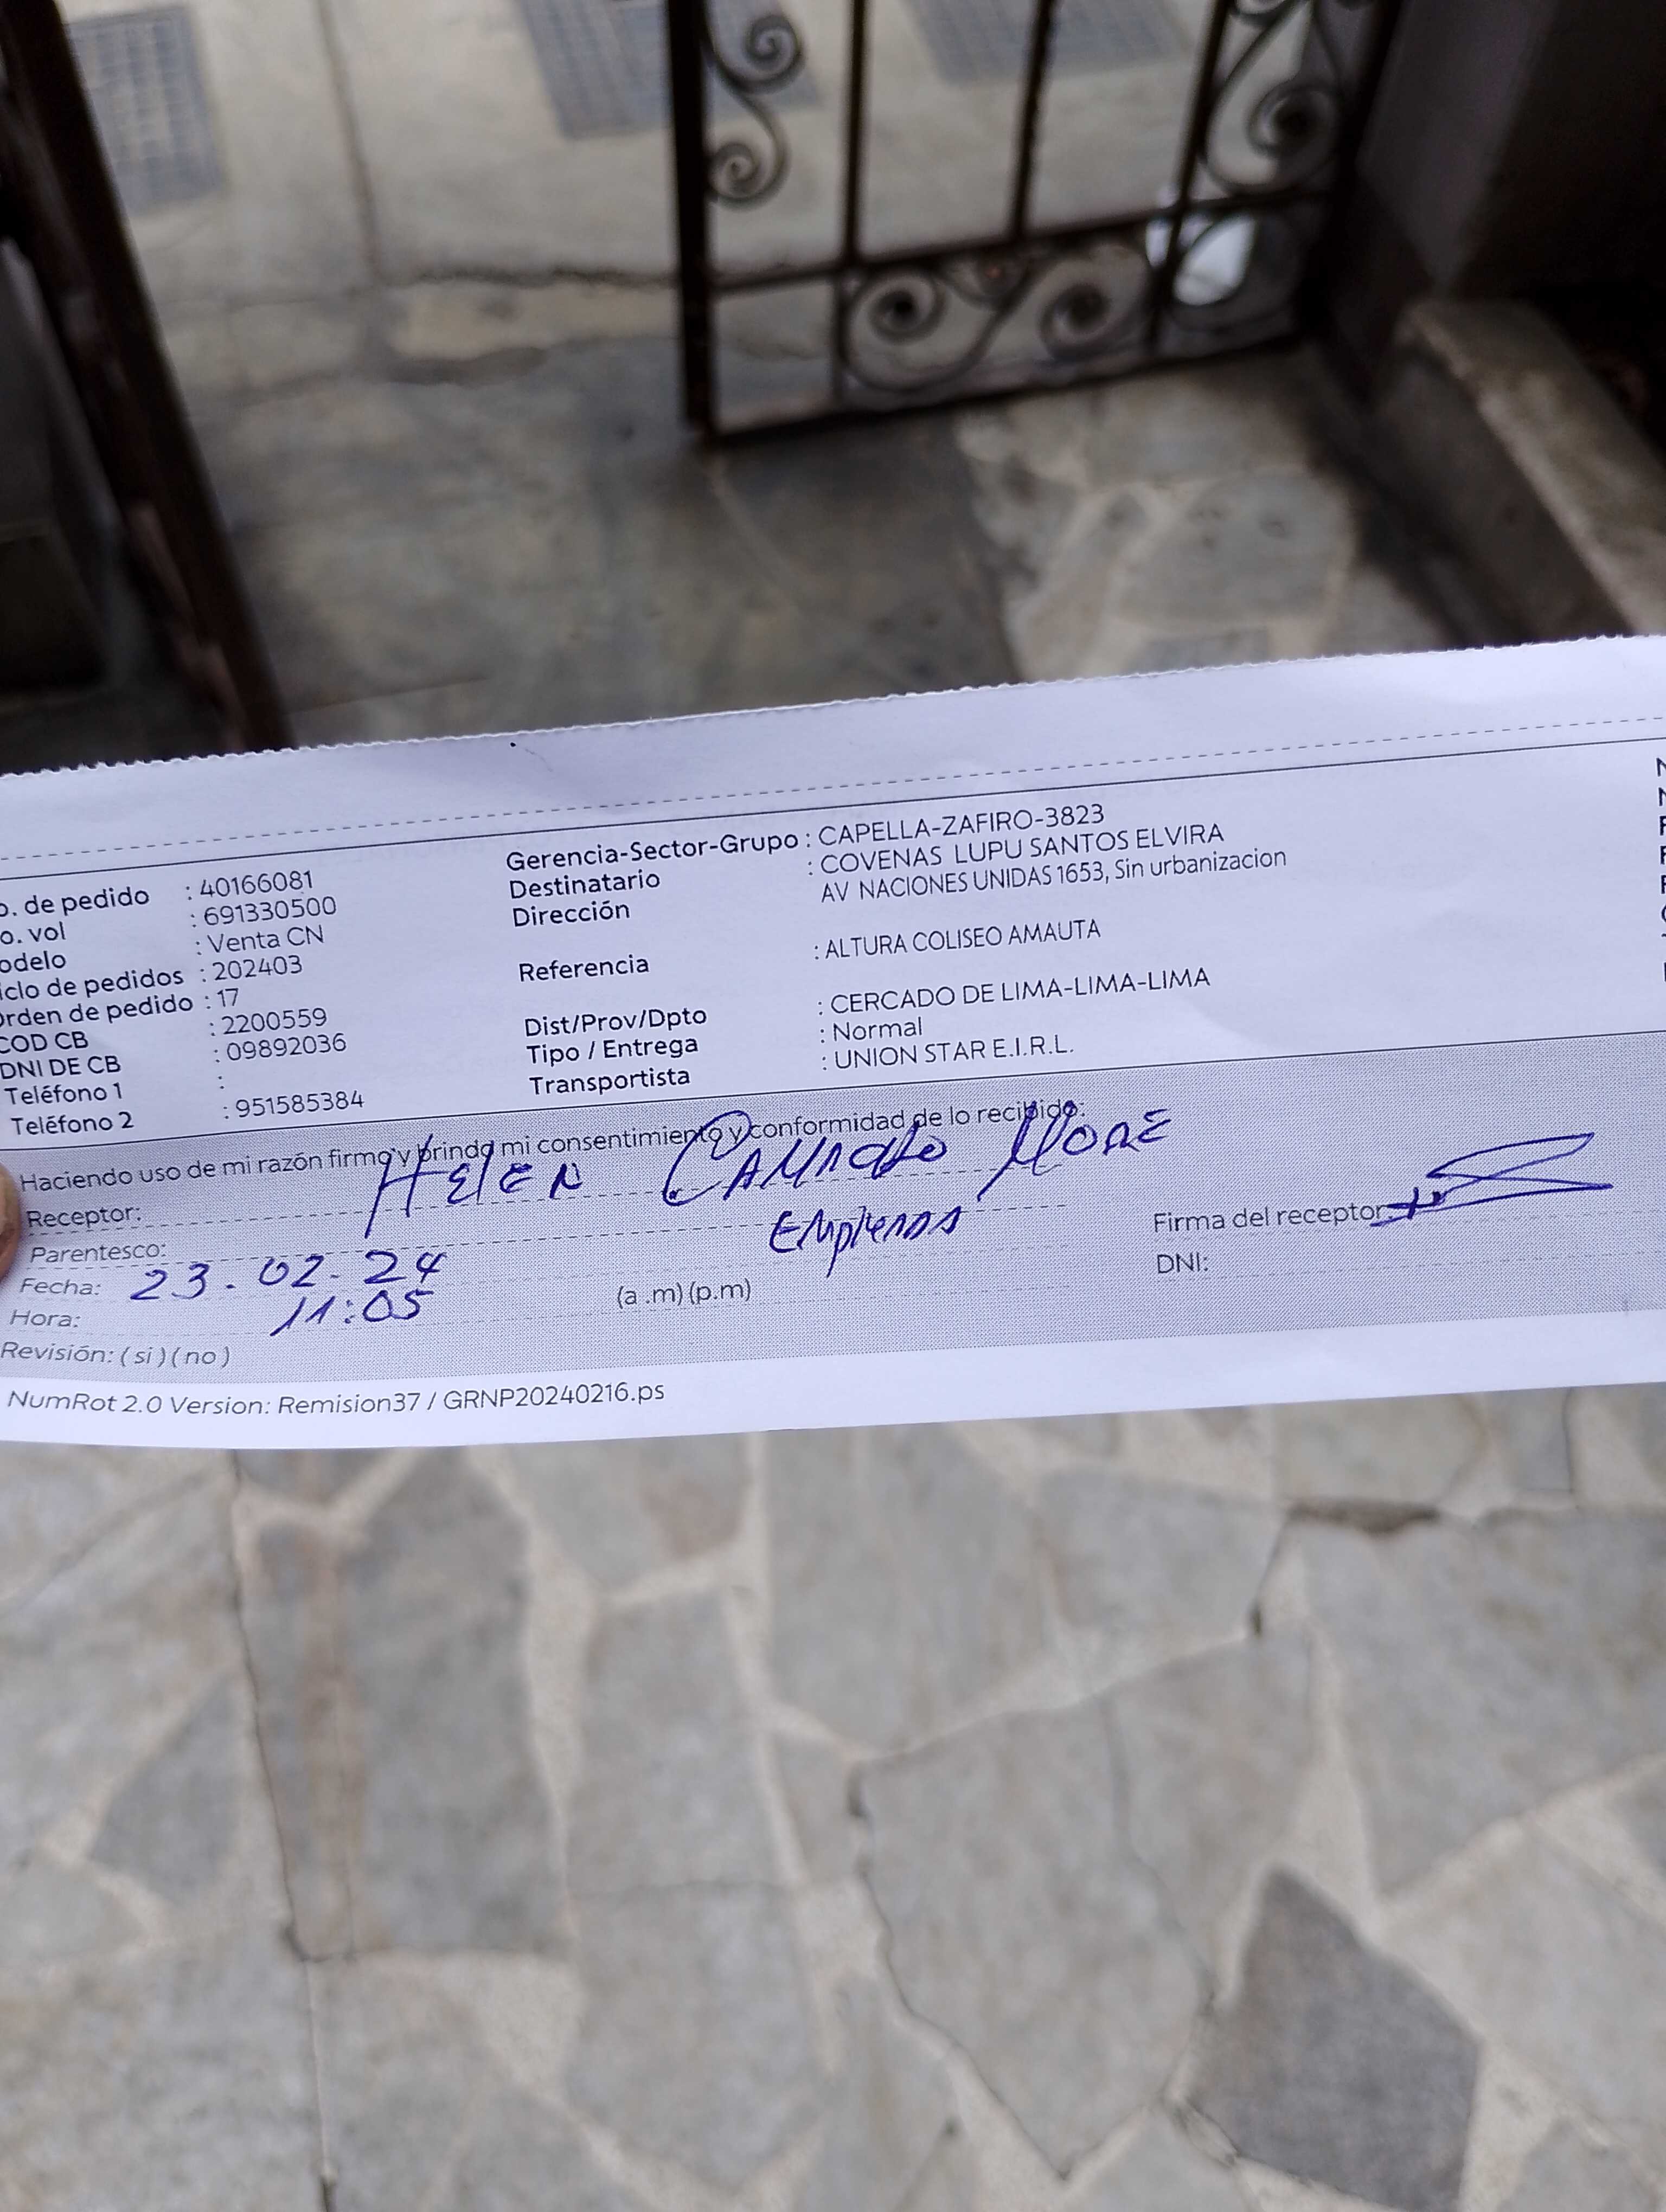 o. de pedido : 40166081
o. vol : 691330500
odelo : Venta CN
iclo de pedidos : 202403
Orden de pedido : 17
COD CB : 2200559
DNI DE CB : 09892036
Teléfono 1 :
Teléfono 2 : 951585384
Gerencia-Sector-Grupo : CAPELLA-ZAFIRO-3823
Destinatario : COVENAS LUPU SANTOS ELVIRA
Dirección AV NACIONES UNIDAS 1653, Sin urbanizacion
Referencia : ALTURA COLISEO AMAUTA
Dist/Prov/Dpto : CERCADO DE LIMA-LIMA-LIMA
Tipo / Entrega : Normal
Transportista : UNION STAR E.I.R.L.
Haciendo uso de mi razón firmo y brindo mi consentimiento y conformidad de lo recibido:
Receptor: HELEN More
Parentesco:
Firma del receptor:
Fecha: 23.02.24
DNI:
Hora: 11:05 (a .m) (p.m)
Revisión: ( si ) ( no )
NumRot 2.0 Version: Remision37 / GRNP20240216.ps